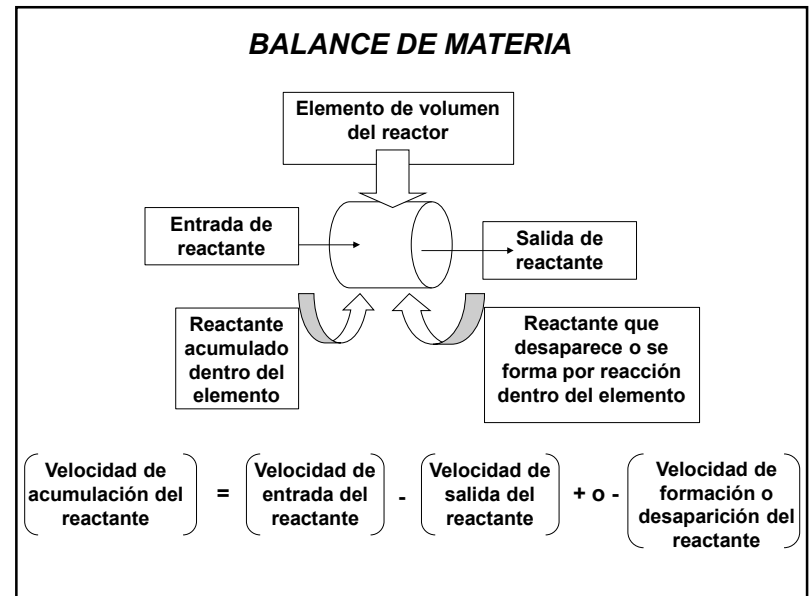 BALANCE DE MATERIA
Elemento de volumen
del reactor
Entrada de
reactante
Salida de
reactante
Reactante
acumulado
dentro del
elemento
Reactante que
desaparece o se
forma por reacción
dentro del elemento
Velocidad de
acumulación del
reactante
=
Velocidad de
entrada del
reactante
-
Velocidad de
salida del
reactante
+ o -
Velocidad de
formación o
desaparición del
reactante